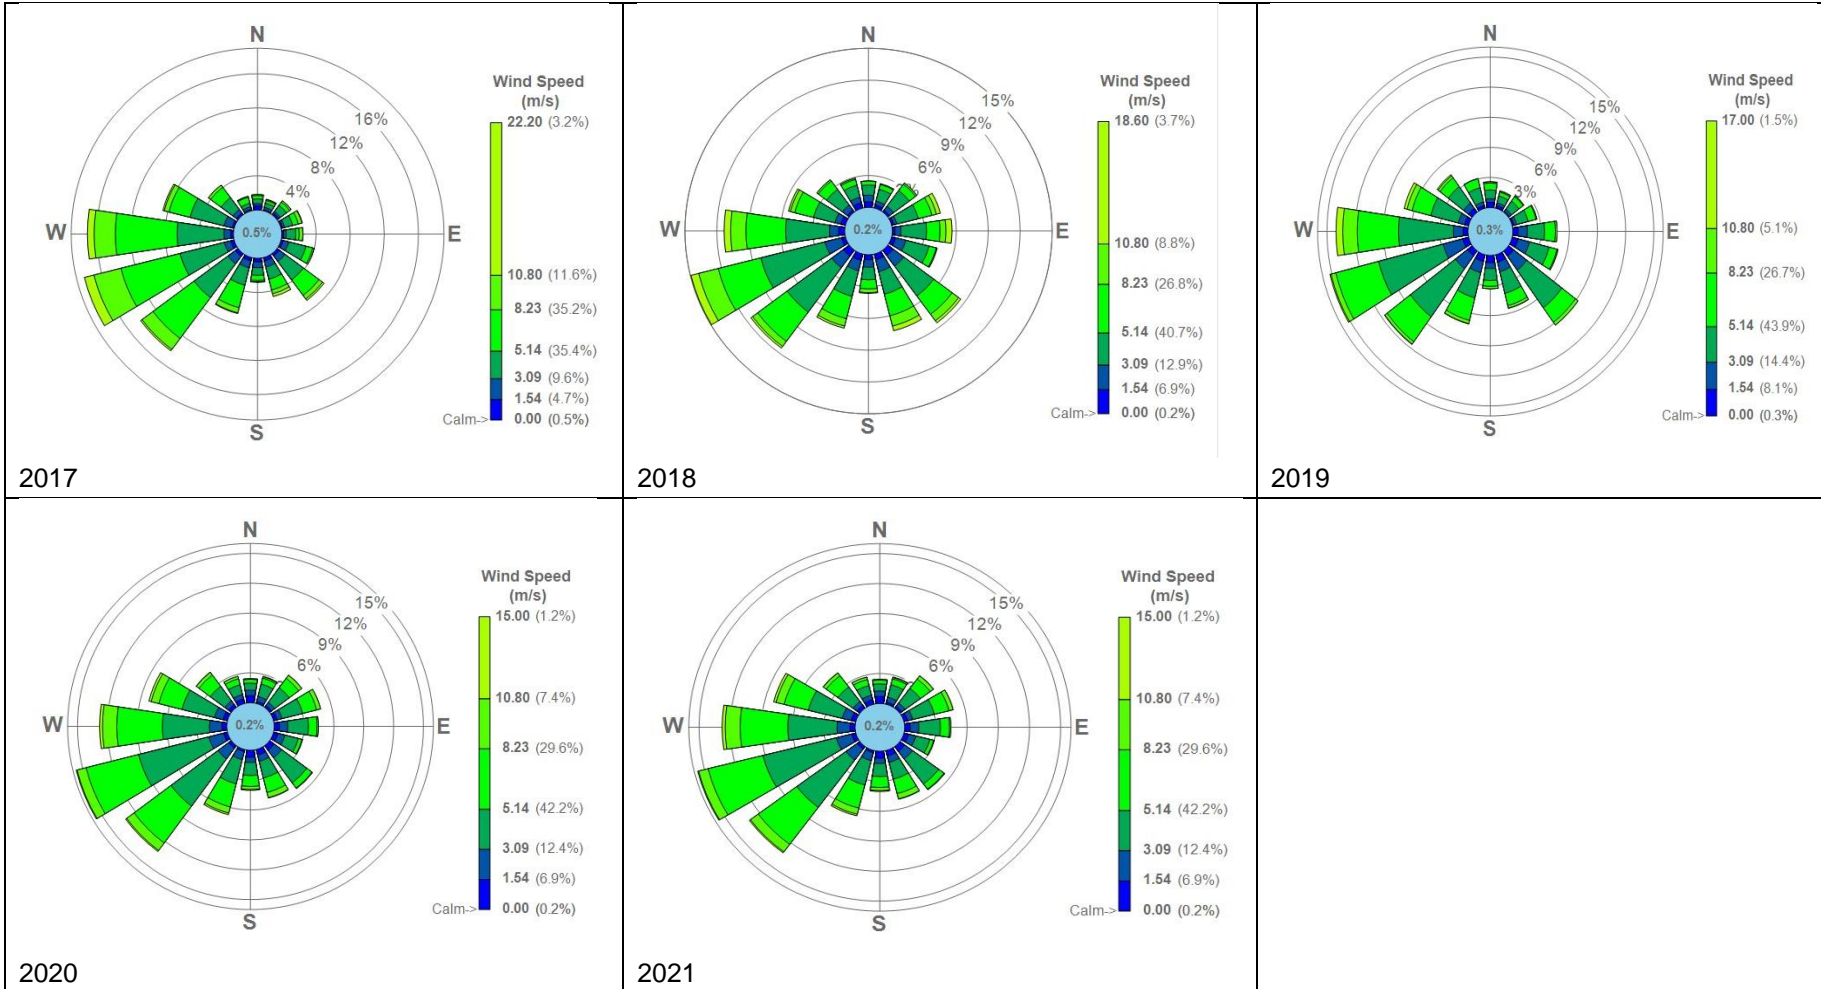 N
Wind Speed
(m/s)
22.20 (3.2%)
16%
12%
8%
4%
W
0.5%
E
10.80 (11.6%)
8.23 (35.2%)
5.14 (35.4%)
3.09 (9.6%)
1.54 (4.7%)
Calm-> 0.00 (0.5%)
S
2017
N
Wind Speed
(m/s)
18.60 (3.7%)
15%
12%
9%
6%
W
0.2%
E
10.80 (8.8%)
8.23 (26.8%)
5.14 (40.7%)
3.09 (12.9%)
1.54 (6.9%)
Calm-> 0.00 (0.2%)
S
2018
N
Wind Speed
(m/s)
17.00 (1.5%)
15%
12%
9%
6%
3%
W
0.3%
E
10.80 (5.1%)
8.23 (26.7%)
5.14 (43.9%)
3.09 (14.4%)
1.54 (8.1%)
Calm-> 0.00 (0.3%)
S
2019
N
Wind Speed
(m/s)
15.00 (1.2%)
15%
12%
9%
6%
W
0.2%
E
10.80 (7.4%)
8.23 (29.6%)
5.14 (42.2%)
3.09 (12.4%)
1.54 (6.9%)
Calm-> 0.00 (0.2%)
S
2020
N
Wind Speed
(m/s)
15.00 (1.2%)
15%
12%
9%
6%
W
0.2%
E
10.80 (7.4%)
8.23 (29.6%)
5.14 (42.2%)
3.09 (12.4%)
1.54 (6.9%)
Calm-> 0.00 (0.2%)
S
2021